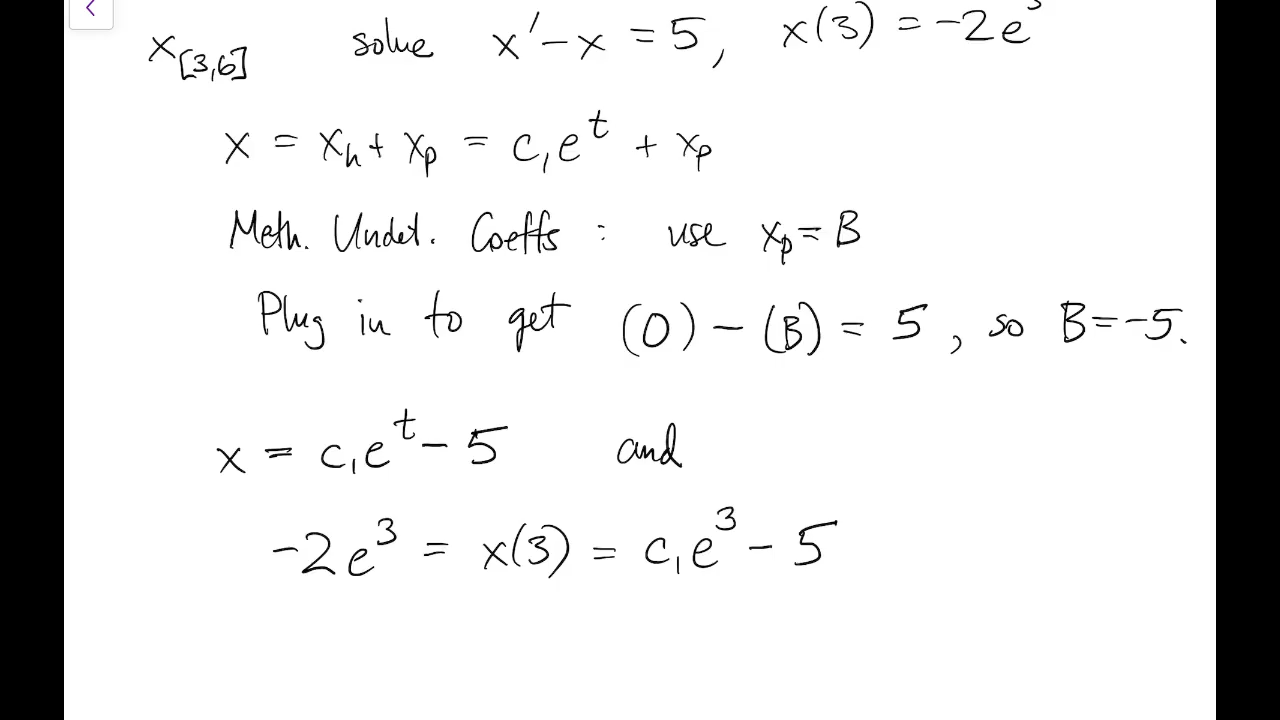 x[3,6] solve x' - x = 5, x(3) = -2e³
x = xₕ + xₚ = c₁eᵗ + xₚ
Meth. Undet. Coeffs : use xₚ = B
Plug in to get (0) - (B) = 5, so B = -5.
x = c₁eᵗ - 5 and
-2e³ = x(3) = c₁e³ - 5